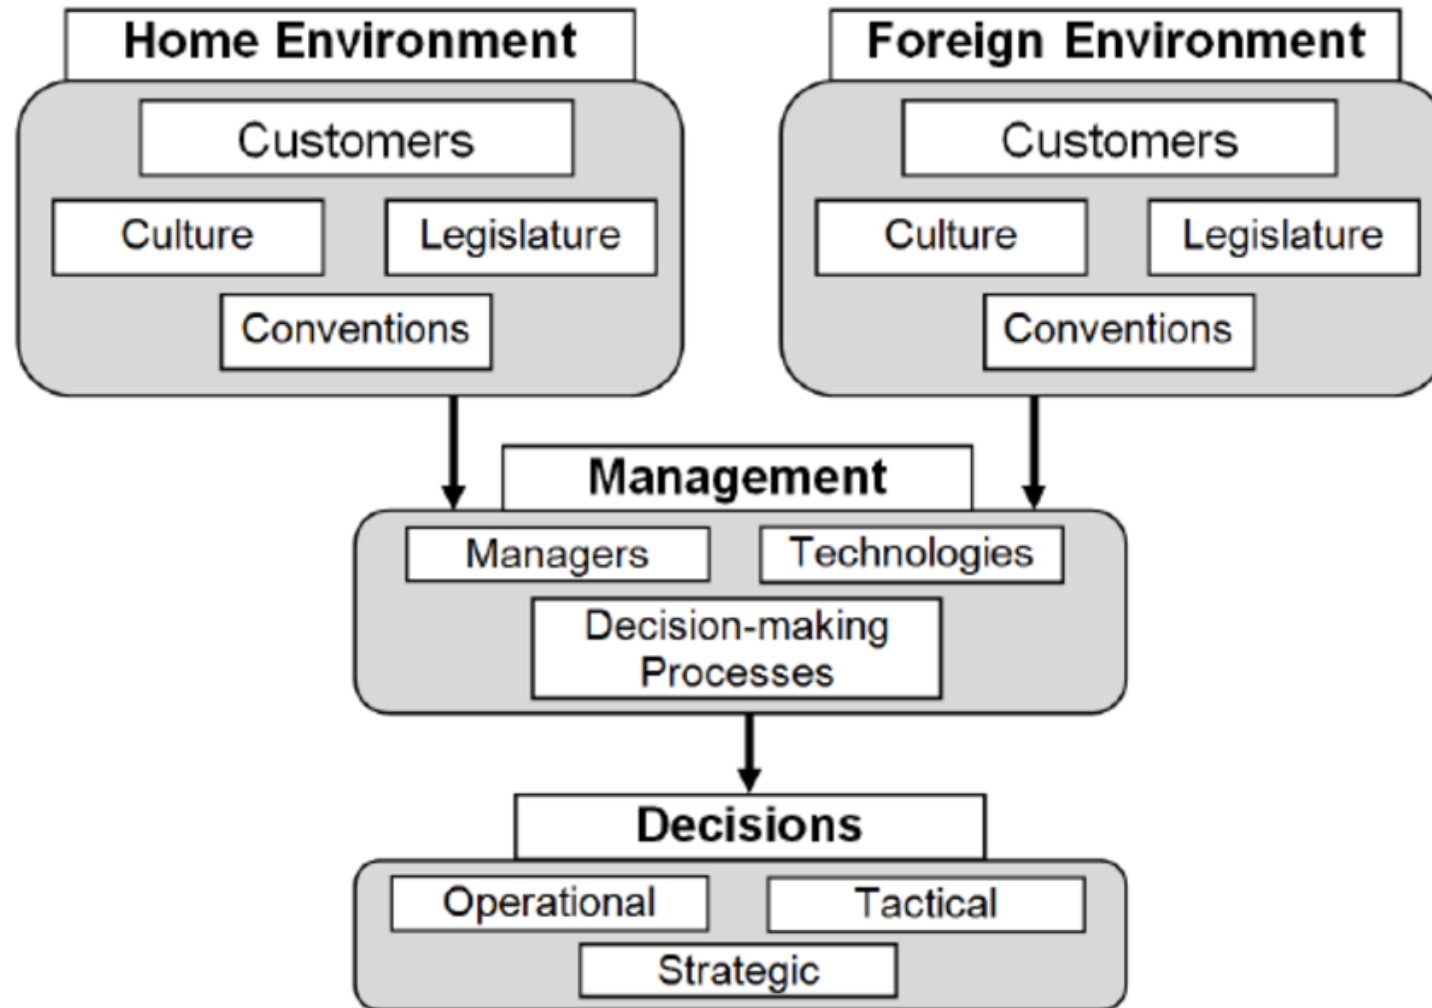 Home Environment
Foreign Environment
Customers
Customers
Culture
Legislature
Culture
Legislature
Conventions
Conventions
Management
Managers
Technologies
Decision-making
Processes
Decisions
Operational
Tactical
Strategic